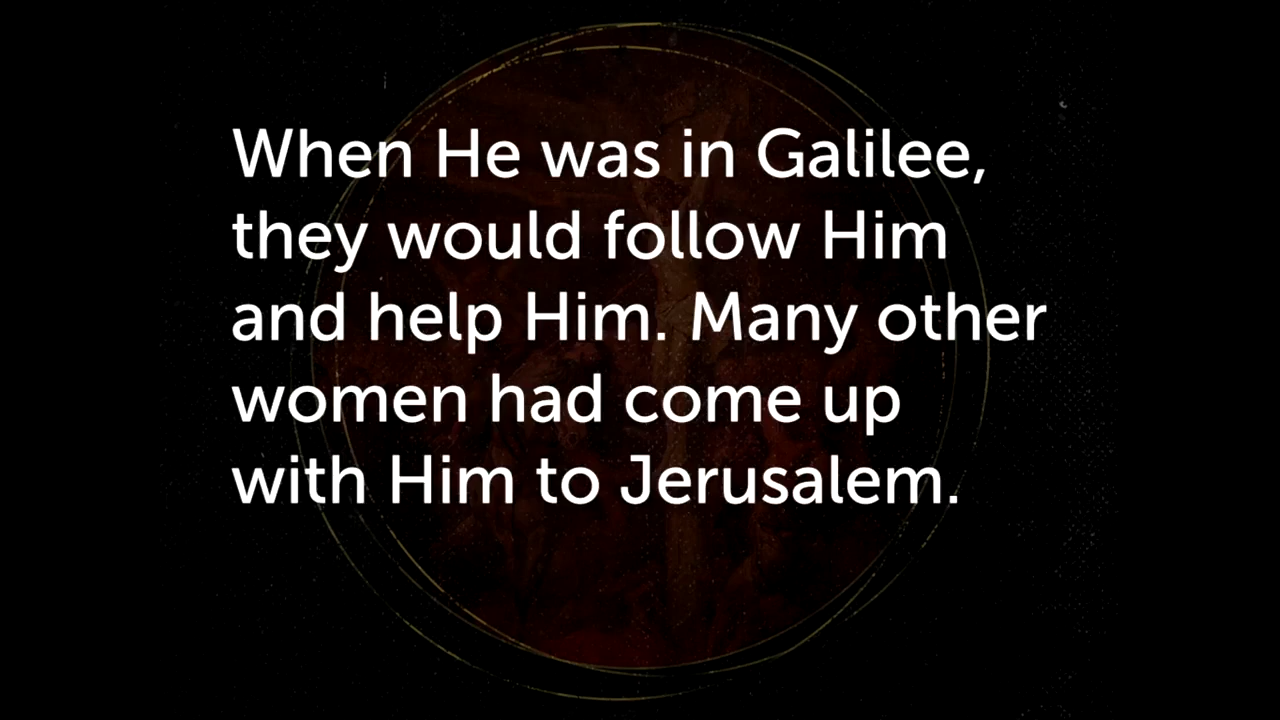 When He was in Galilee,
they would follow Him
and help Him. Many other
women had come up
with Him to Jerusalem.